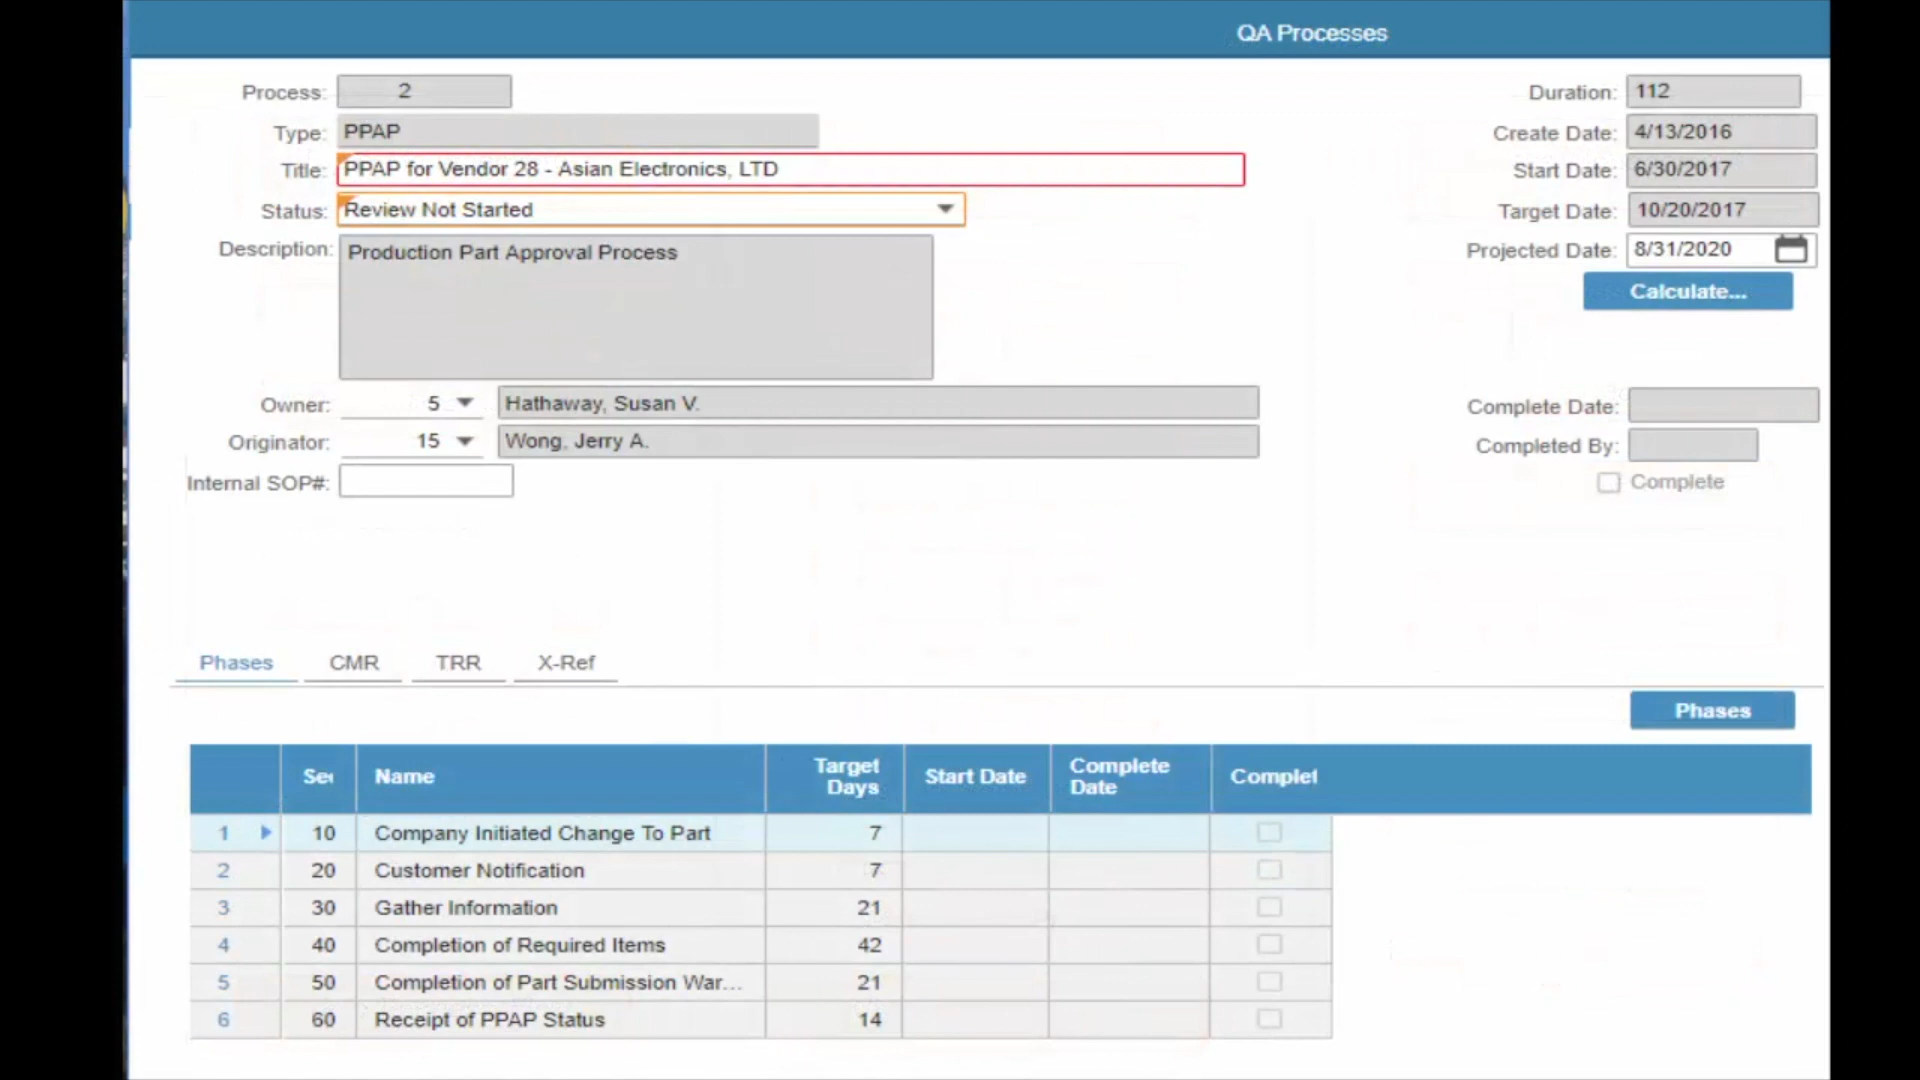 QA Processes
Process: 2
Type: PPAP
Title: PPAP for Vendor 28 - Asian Electronics, LTD
Status: Review Not Started
Description: Production Part Approval Process
Owner: 5 Hathaway, Susan V.
Originator: 15 Wong, Jerry A.
Internal SOP#:
Duration: 112
Create Date: 4/13/2016
Start Date: 6/30/2017
Target Date: 10/20/2017
Projected Date: 8/31/2020
Calculate...
Complete Date:
Completed By:
Complete
Phases CMR TRR X-Ref
Phases
Name Target Days Start Date Complete Date Complet
1 10 Company Initiated Change To Part 7
2 20 Customer Notification 7
3 30 Gather Information 21
4 40 Completion of Required Items 42
5 50 Completion of Part Submission War... 21
6 60 Receipt of PPAP Status 14